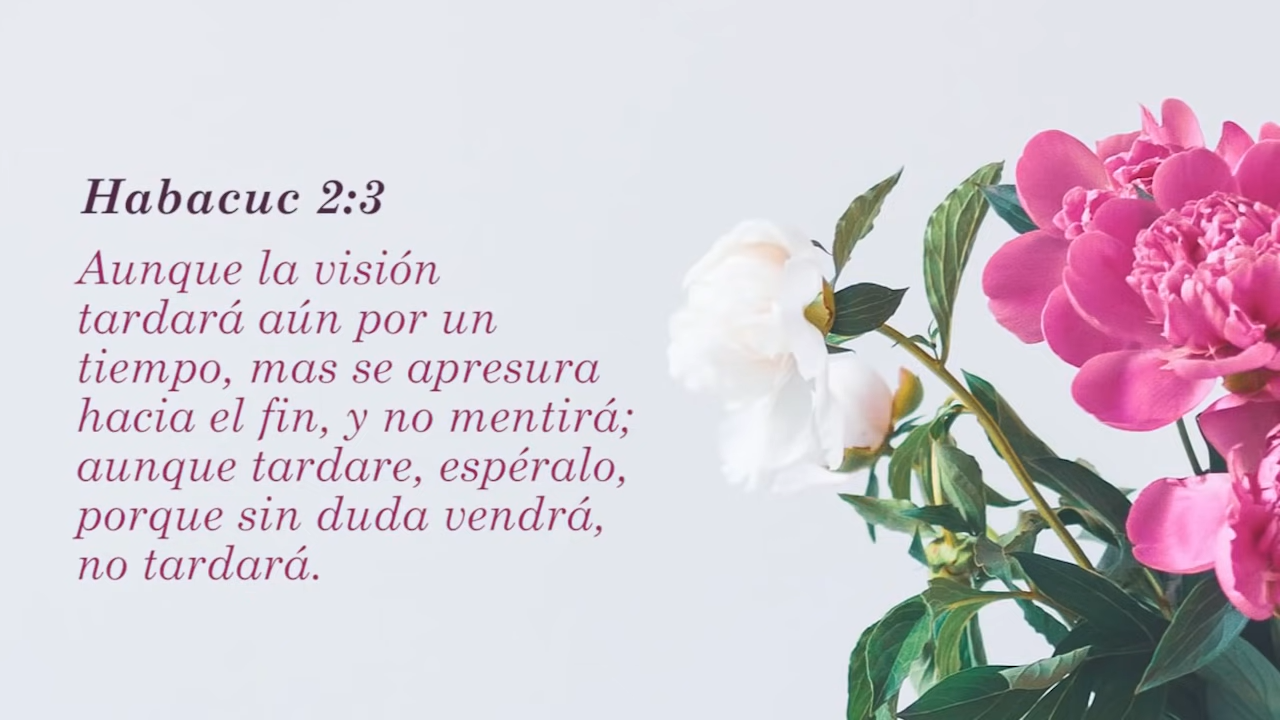 Habacuc 2:3
Aunque la visión
tardará aún por un
tiempo, mas se apresura
hacia el fin, y no mentirá;
aunque tardare, espéralo,
porque sin duda vendrá,
no tardará.